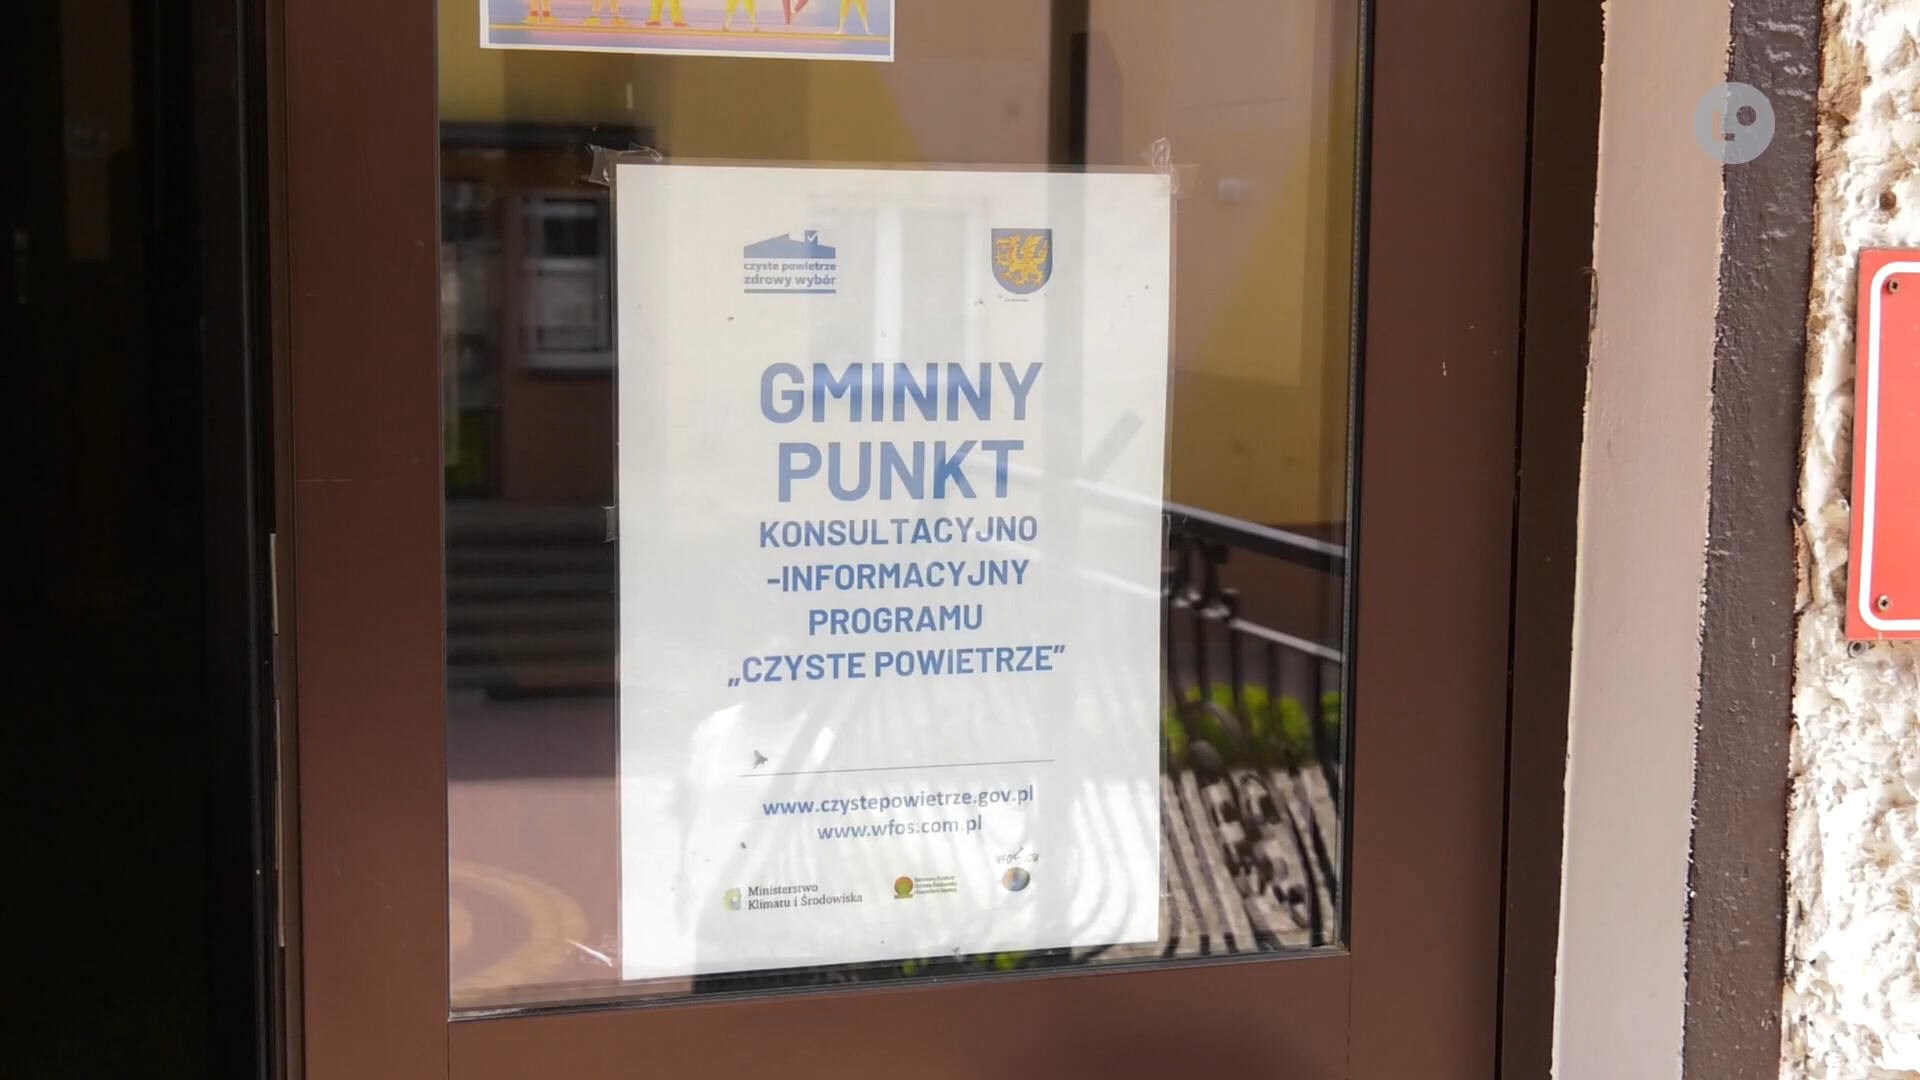 LO
czyste powietrze
zdrowy wybór
GMINNY
PUNKT
KONSULTACYJNO
-INFORMACYJNY
PROGRAMU
„CZYSTE POWIETRZE”
www.czystepowietrze.gov.pl
www.wfos.com.pl
Ministerstwo
Klimatu i Środowiska